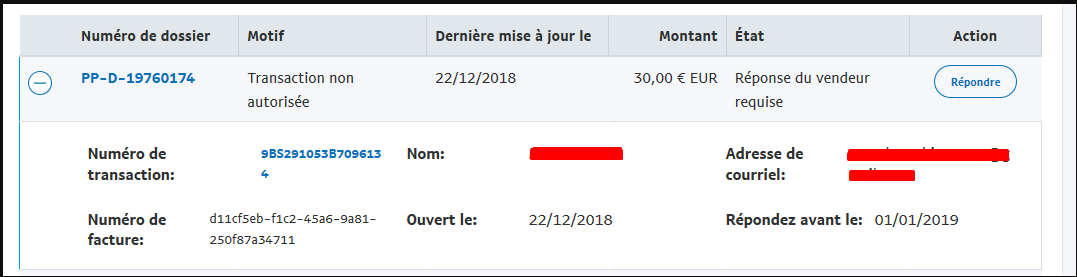 Numéro de dossier Motif Dernière mise à jour le Montant État Action
PP-D-19760174 Transaction non autorisée 22/12/2018 30,00 € EUR Réponse du vendeur requise Répondre
Numéro de transaction: 9BS291053B7096134 Nom: Adresse de courriel:
Numéro de facture: d11cf5eb-f1c2-45a6-9a81-250f87a34711 Ouvert le: 22/12/2018 Répondez avant le: 01/01/2019